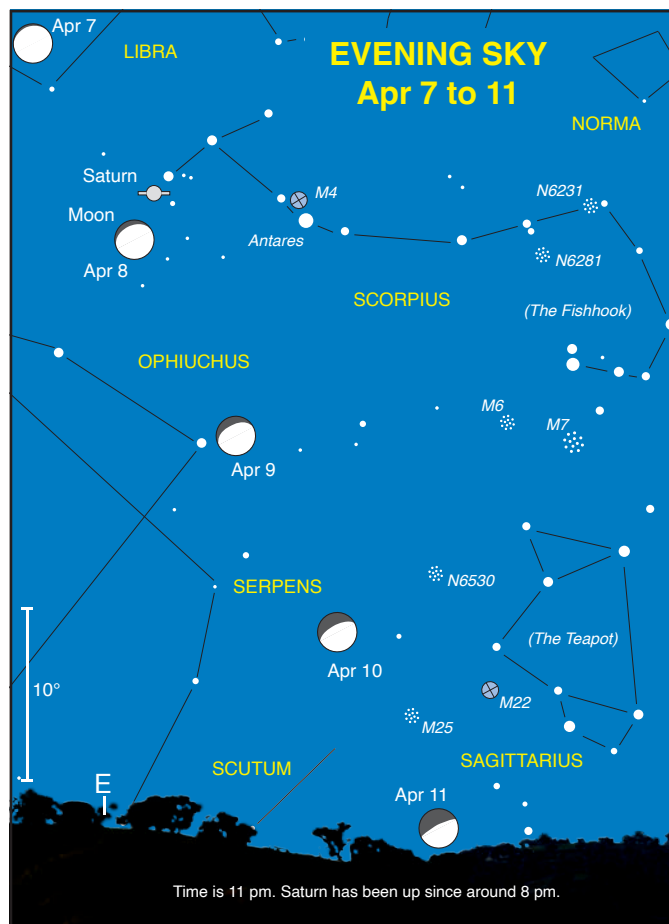 Apr 7
LIBRA
EVENING SKY
Apr 7 to 11
NORMA
Saturn
M4
N6231
Moon
Antares
Apr 8
N6281
SCORPIUS
(The Fishhook)
OPHIUCHUS
M6
M7
Apr 9
N6530
SERPENS
(The Teapot)
Apr 10
10°
M22
M25
SCUTUM
SAGITTARIUS
E
Apr 11
Time is 11 pm. Saturn has been up since around 8 pm.